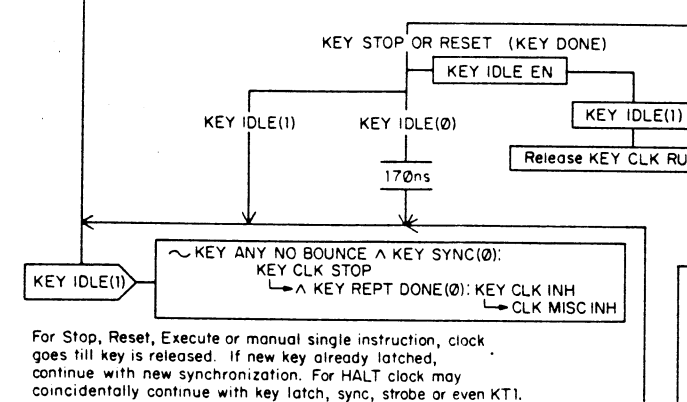 KEY STOP OR RESET (KEY DONE)
KEY IDLE EN
KEY IDLE(1)
KEY IDLE(1)
KEY IDLE(Ø)
Release KEY CLK RU
17Øns
~ KEY ANY NO BOUNCE ∧ KEY SYNC(Ø):
KEY CLK STOP
KEY IDLE(1)
∧ KEY REPT DONE(Ø): KEY CLK INH
CLK MISC INH
For Stop, Reset, Execute or manual single instruction, clock
goes till key is released. If new key already latched,
continue with new synchronization. For HALT clock may
coincidentally continue with key latch, sync, strobe or even KT1.